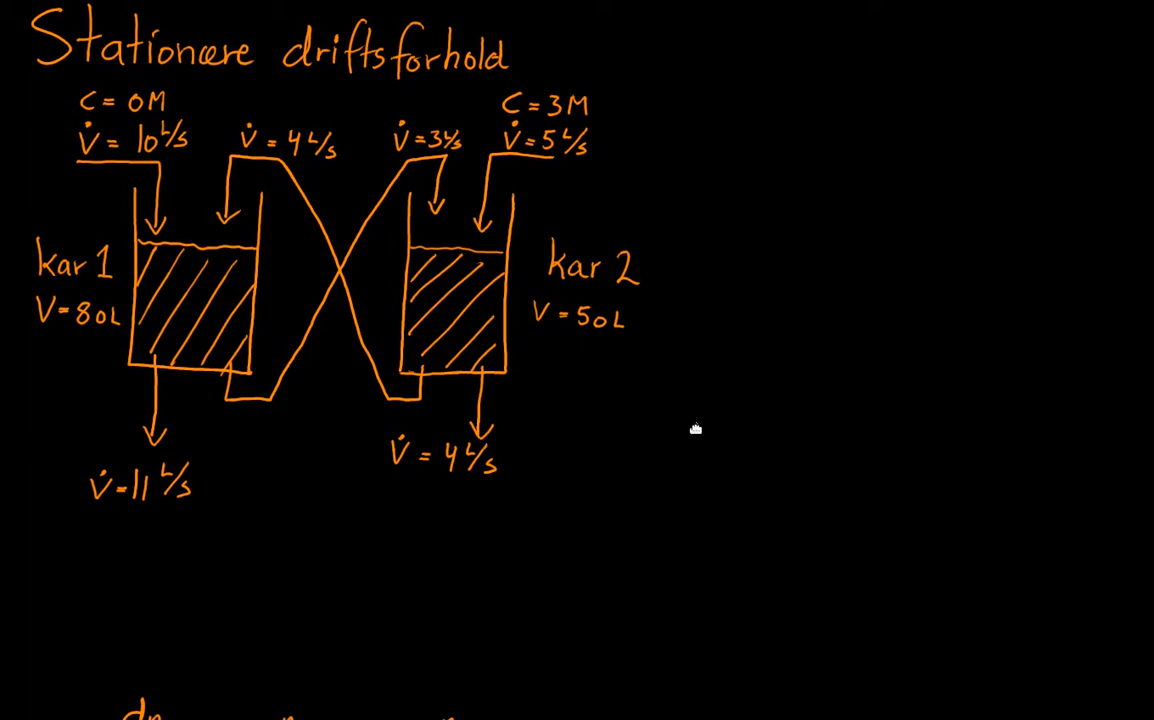 Stationære driftsforhold
C = 0M
V̇ = 10 L/s
V̇ = 4 L/s
V̇ = 3 L/s
C = 3M
V̇ = 5 L/s
kar 1
V = 80L
kar 2
V = 50L
V̇ = 11 L/s
V̇ = 4 L/s